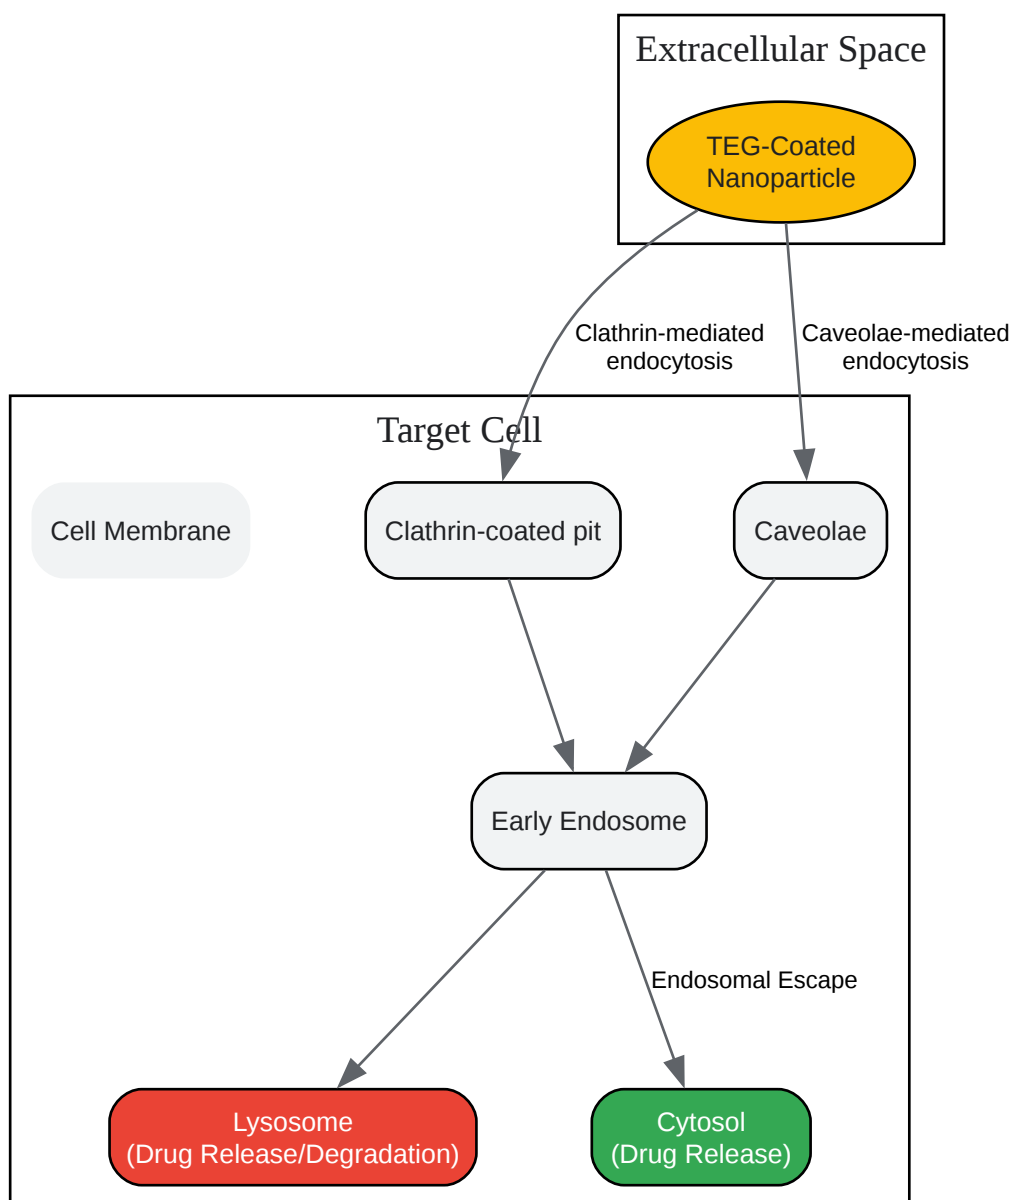 Extracellular Space
TEG-Coated
Nanoparticle
Clathrin-mediated
endocytosis
Caveolae-mediated
endocytosis
Target Cell
Cell Membrane
Clathrin-coated pit
Caveolae
Early Endosome
Endosomal Escape
Lysosome
(Drug Release/Degradation)
Cytosol
(Drug Release)